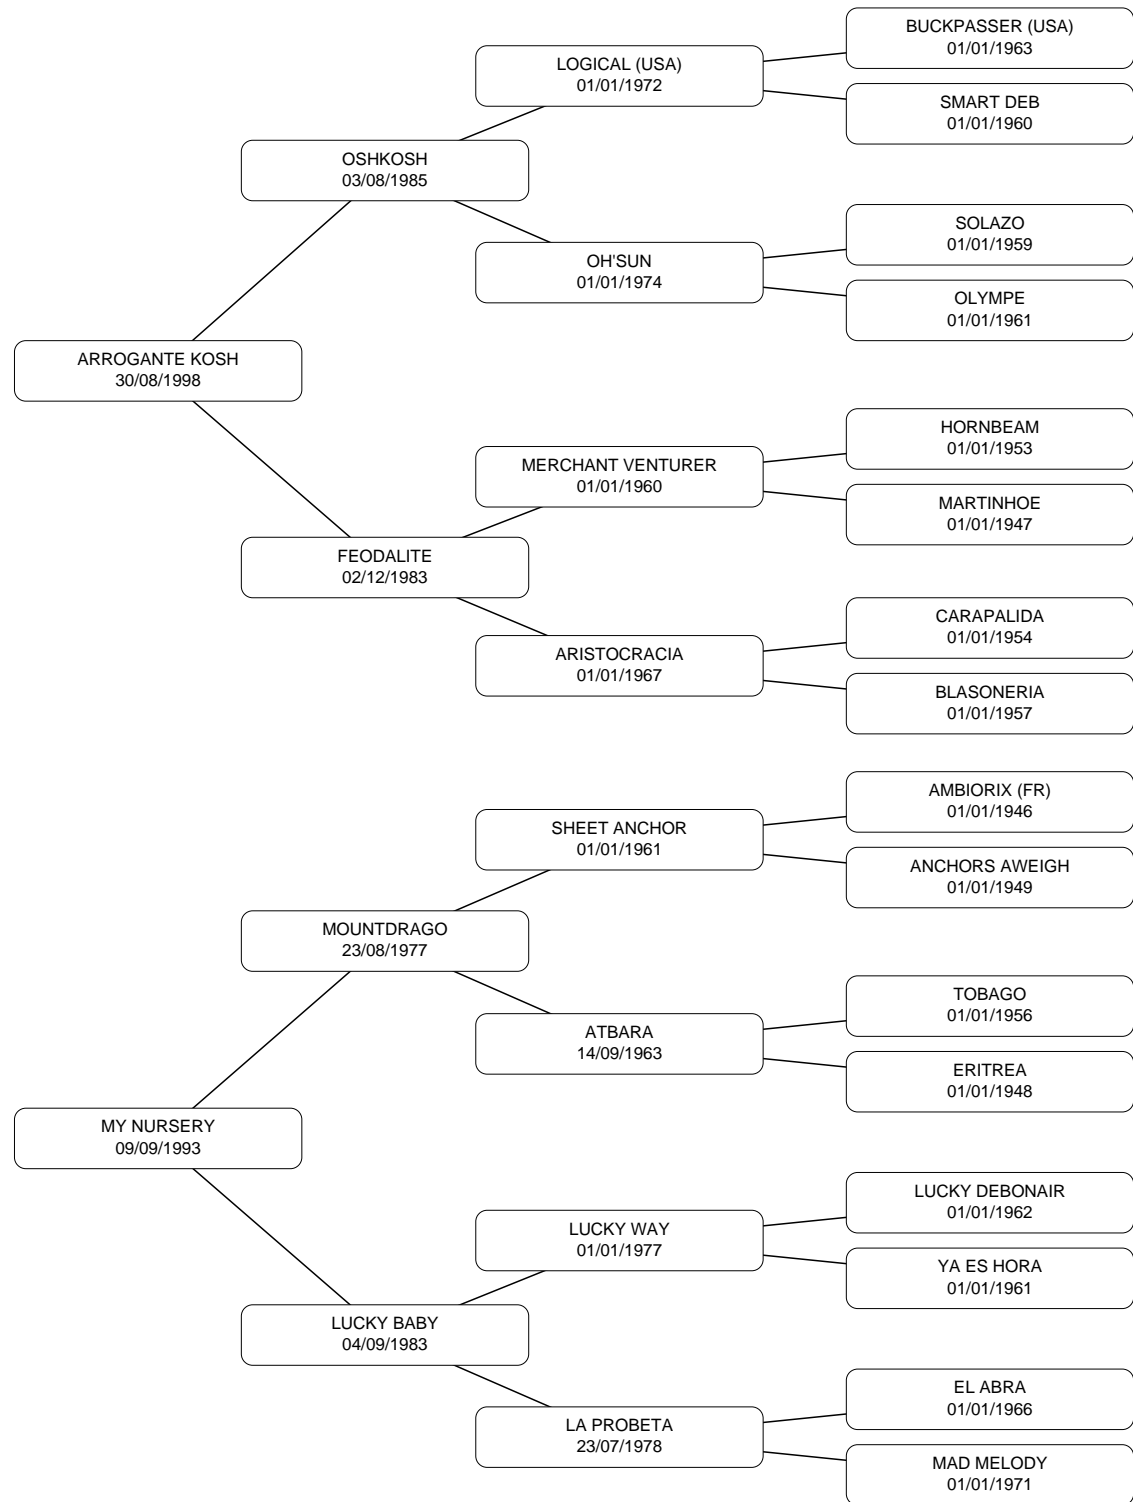 BUCKPASSER (USA)
01/01/1963
LOGICAL (USA)
01/01/1972
SMART DEB
01/01/1960
OSHKOSH
03/08/1985
SOLAZO
01/01/1959
OH'SUN
01/01/1974
OLYMPE
01/01/1961
ARROGANTE KOSH
30/08/1998
HORNBEAM
01/01/1953
MERCHANT VENTURER
01/01/1960
MARTINHOE
01/01/1947
FEODALITE
02/12/1983
CARAPALIDA
01/01/1954
ARISTOCRACIA
01/01/1967
BLASONERIA
01/01/1957
AMBIORIX (FR)
01/01/1946
SHEET ANCHOR
01/01/1961
ANCHORS AWEIGH
01/01/1949
MOUNTDRAGO
23/08/1977
TOBAGO
01/01/1956
ATBARA
14/09/1963
ERITREA
01/01/1948
MY NURSERY
09/09/1993
LUCKY DEBONAIR
01/01/1962
LUCKY WAY
01/01/1977
YA ES HORA
01/01/1961
LUCKY BABY
04/09/1983
EL ABRA
01/01/1966
LA PROBETA
23/07/1978
MAD MELODY
01/01/1971